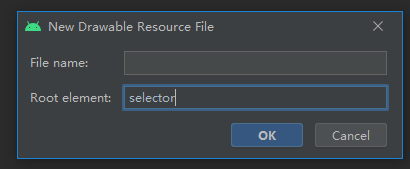 New Drawable Resource File
File name:
Root element: selector
OK Cancel